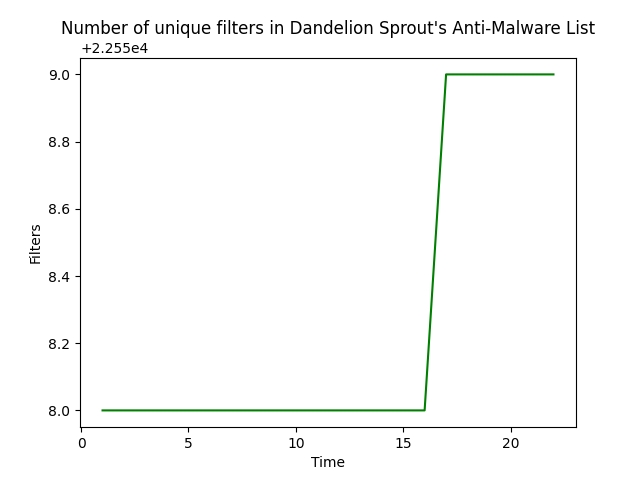 Number of unique filters in Dandelion Sprout's Anti-Malware List
+2.255e4
9.0
8.8
8.6
8.4
8.2
8.0
Filters
0 5 10 15 20
Time